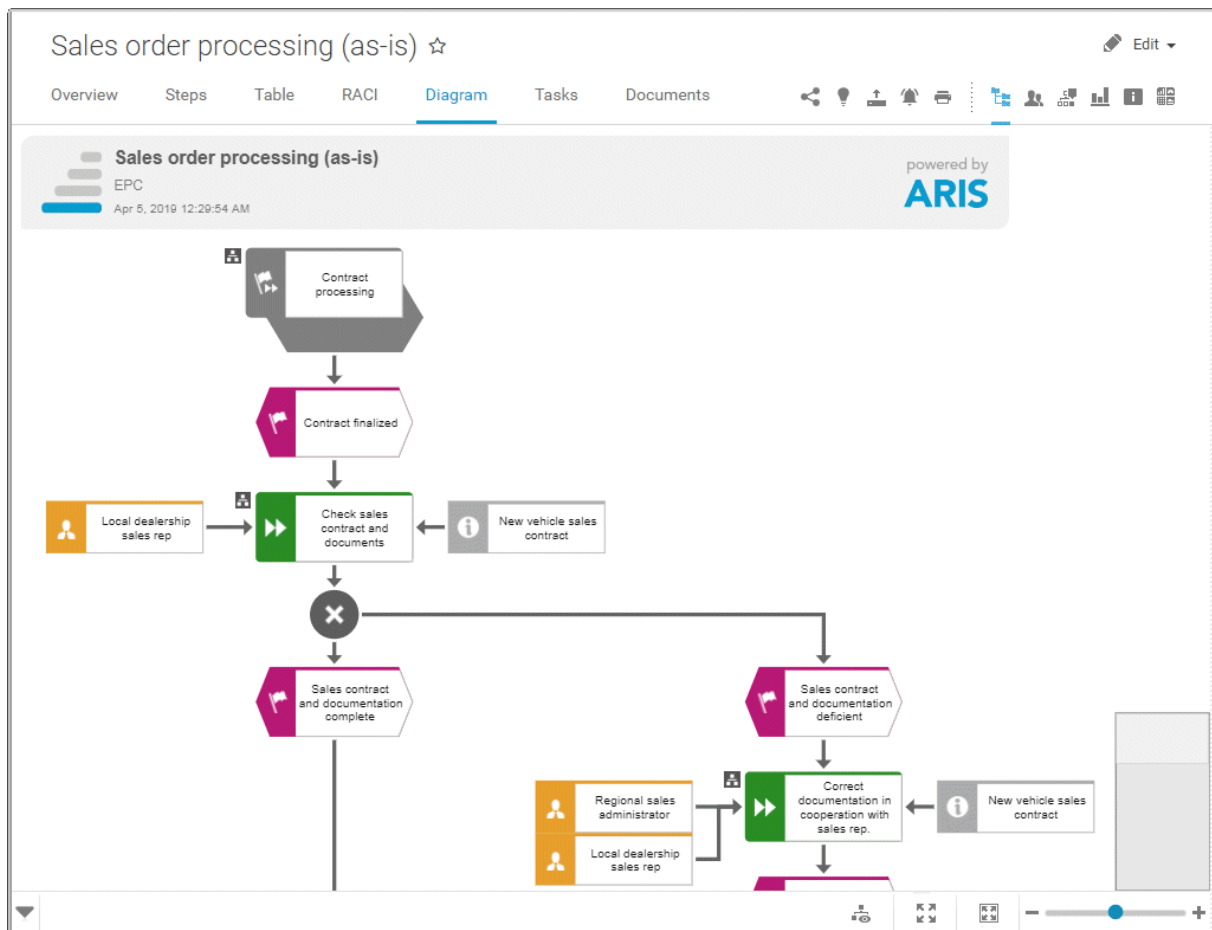 Sales order processing (as-is)
Edit
Overview Steps Table RACI Diagram Tasks Documents
Sales order processing (as-is)
EPC
Apr 5, 2019 12:29:54 AM
powered by
ARIS
Contract
processing
Contract finalized
Local dealership
sales rep
Check sales
contract and
documents
New vehicle sales
contract
Sales contract
and documentation
complete
Sales contract
and documentation
deficient
Regional sales
administrator
Local dealership
sales rep
Correct
documentation in
cooperation with
sales rep.
New vehicle sales
contract